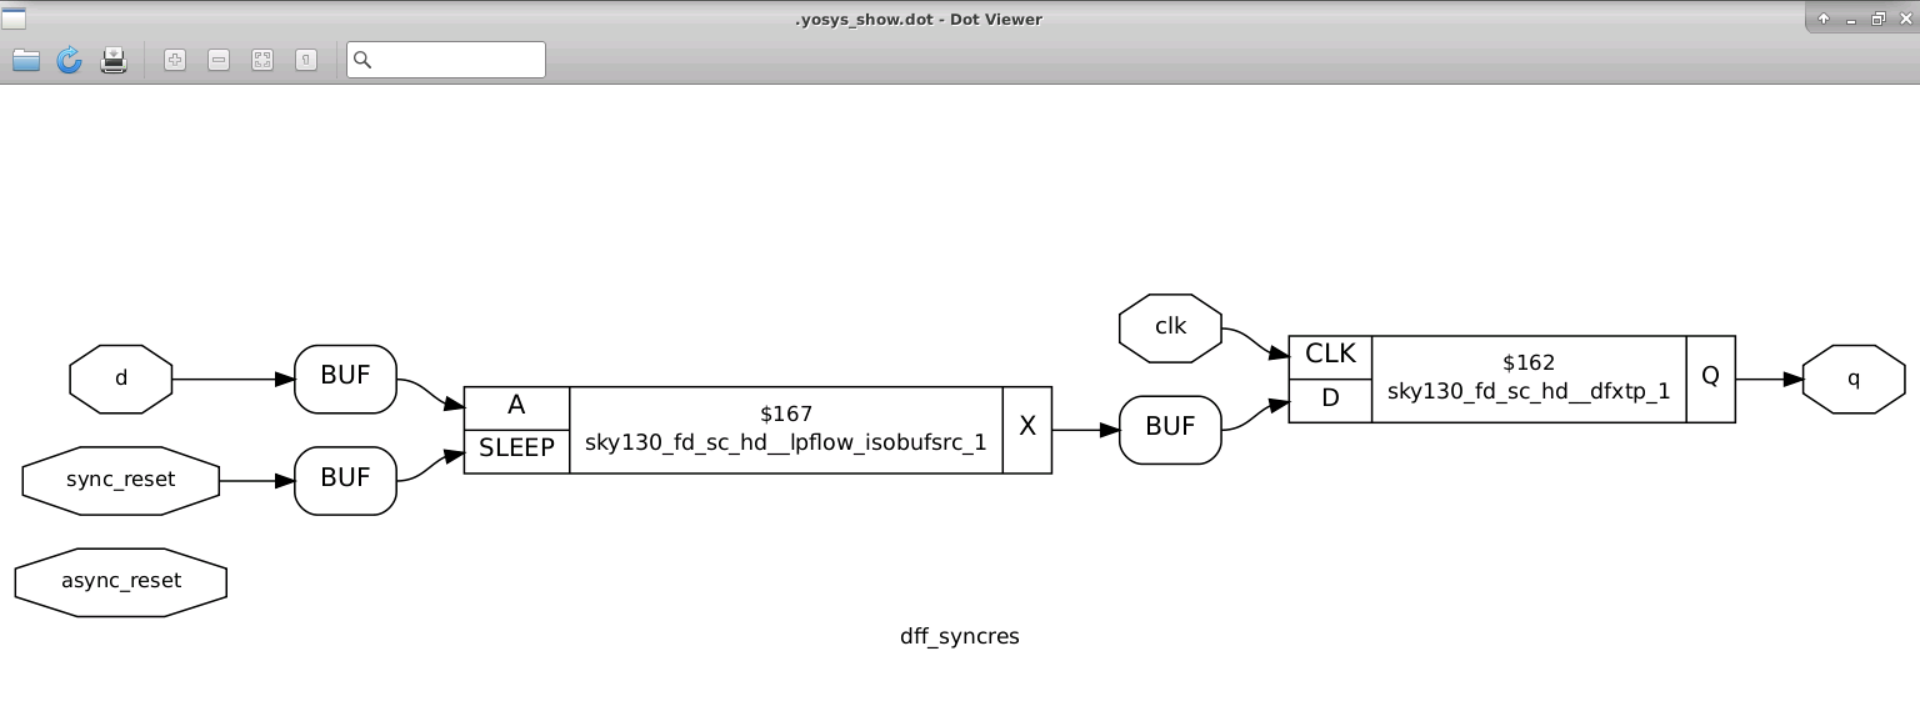 .yosys_show.dot - Dot Viewer
clk
d
BUF
CLK
$162
sky130_fd_sc_hd__dfxtp_1
D
Q
q
A
$167
sky130_fd_sc_hd__lpflow_isobufsrc_1
SLEEP
X
BUF
sync_reset
BUF
async_reset
dff_syncres